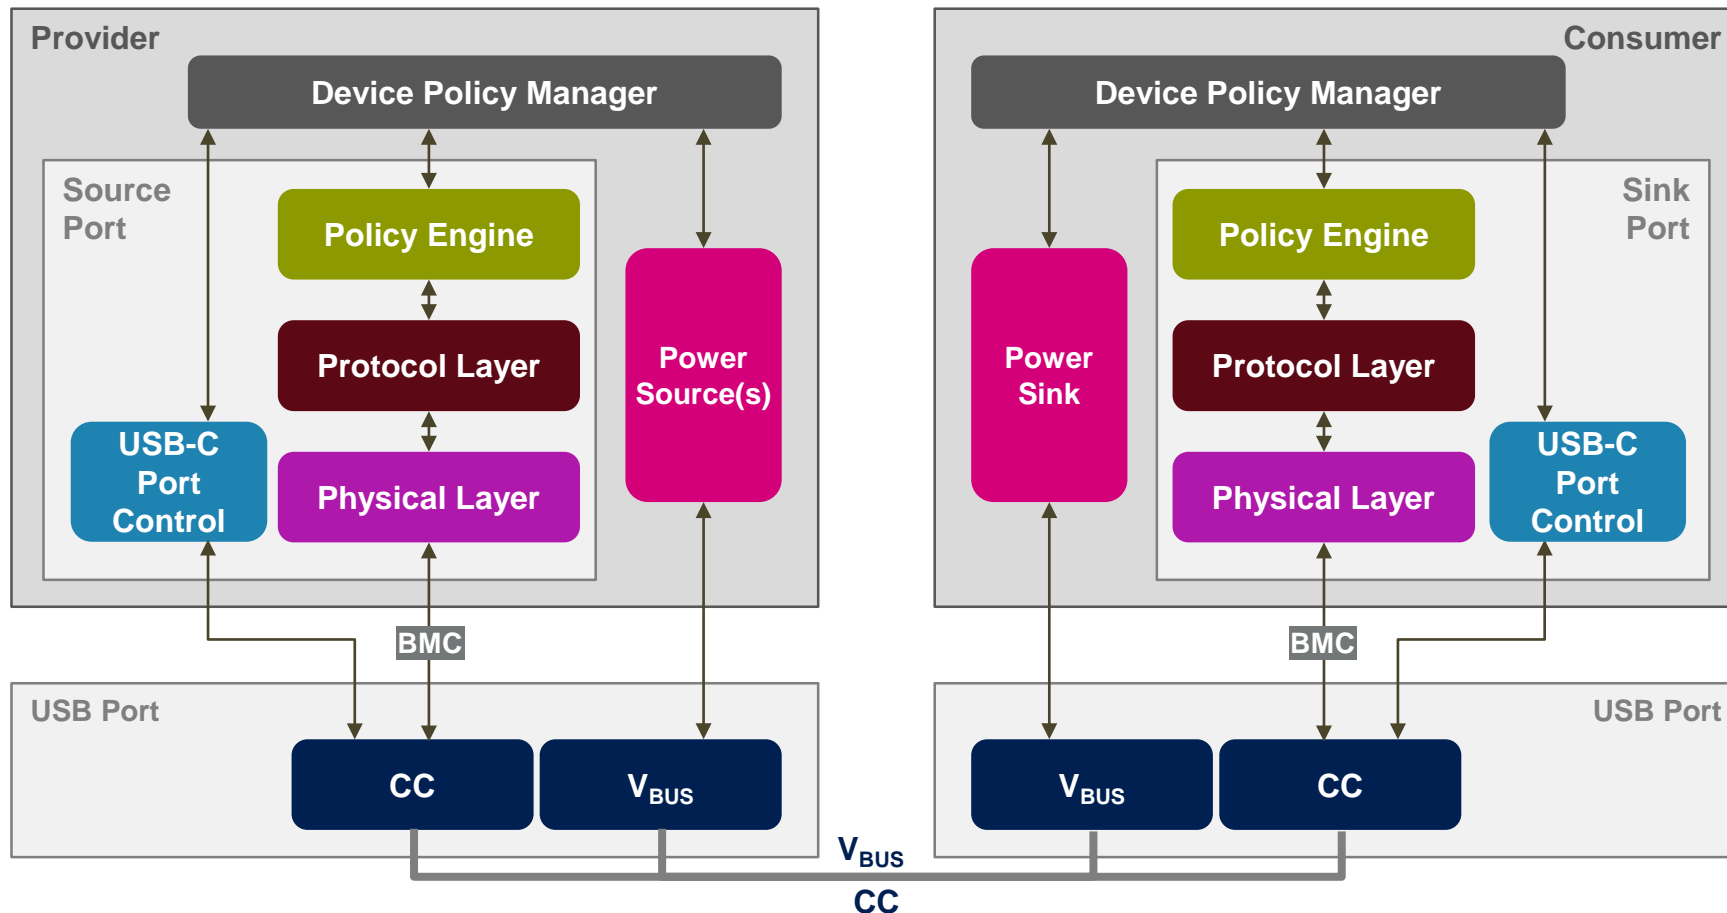 Provider
Device Policy Manager
Source
Port
Policy Engine
Protocol Layer
Physical Layer
USB-C
Port
Control
Power
Source(s)
BMC
USB Port
CC
VBUS
Consumer
Device Policy Manager
Sink
Port
Power
Sink
Policy Engine
Protocol Layer
Physical Layer
USB-C
Port
Control
BMC
USB Port
VBUS
CC
VBUS
CC